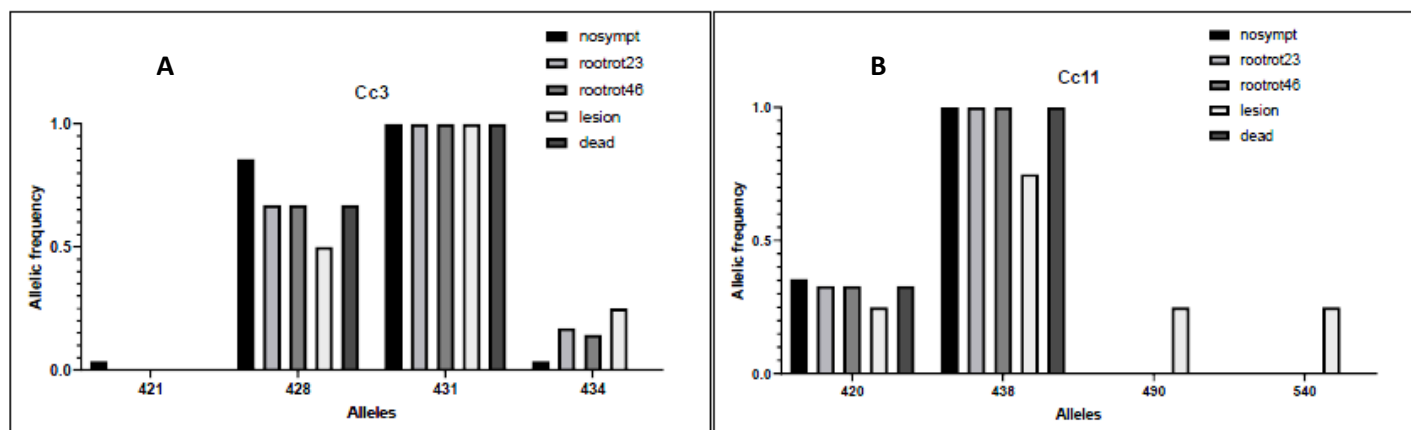 A
Cc3
nosympt
rootrot23
rootrot46
lesion
dead
1.0
0.5
0.0
Allelic frequency
421 428 431 434
Alleles
B
Cc11
nosympt
rootrot23
rootrot46
lesion
dead
1.0
0.5
0.0
Allelic frequency
420 438 490 540
Alleles